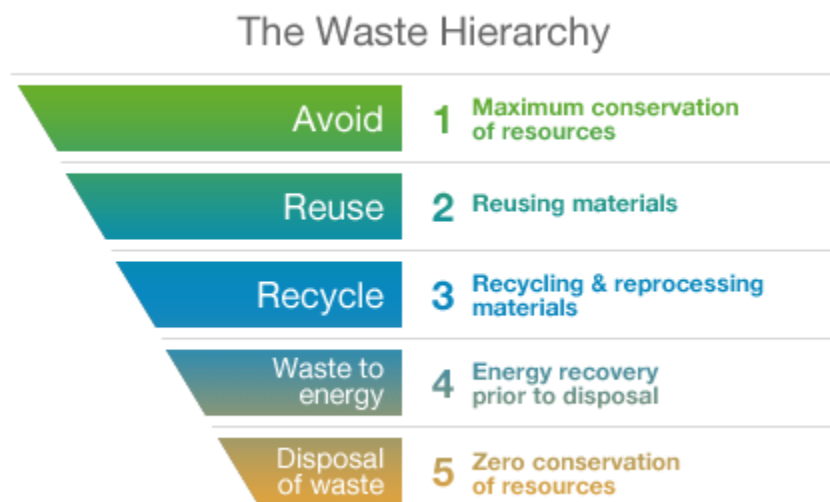 The Waste Hierarchy
Avoid
1
Maximum conservation
of resources
Reuse
2
Reusing materials
Recycle
3
Recycling & reprocessing
materials
Waste to
energy
4
Energy recovery
prior to disposal
Disposal
of waste
5
Zero conservation
of resources